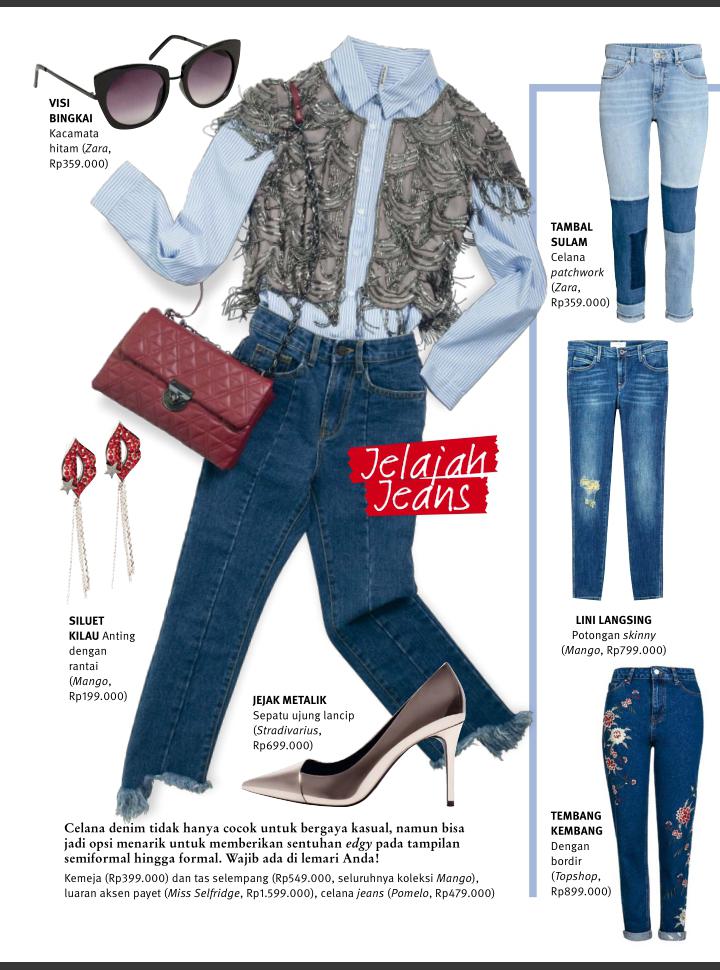 VISI
BINGKAI
Kacamata
hitam (Zara,
Rp359.000)
TAMBAL
SULAM
Celana
patchwork
(Zara,
Rp359.000)
Jelajah
Jeans
SILUET
KILAU Anting
dengan
rantai
(Mango,
Rp199.000)
LINI LANGSING
Potongan skinny
(Mango, Rp799.000)
JEJAK METALIK
Sepatu ujung lancip
(Stradivarius,
Rp699.000)
TEMBANG
KEMBANG
Dengan
bordir
(Topshop,
Rp899.000)
Celana denim tidak hanya cocok untuk bergaya kasual, namun bisa
jadi opsi menarik untuk memberikan sentuhan edgy pada tampilan
semiformal hingga formal. Wajib ada di lemari Anda!
Kemeja (Rp399.000) dan tas selempang (Rp549.000, seluruhnya koleksi Mango),
luaran aksen payet (Miss Selfridge, Rp1.599.000), celana jeans (Pomelo, Rp479.000)